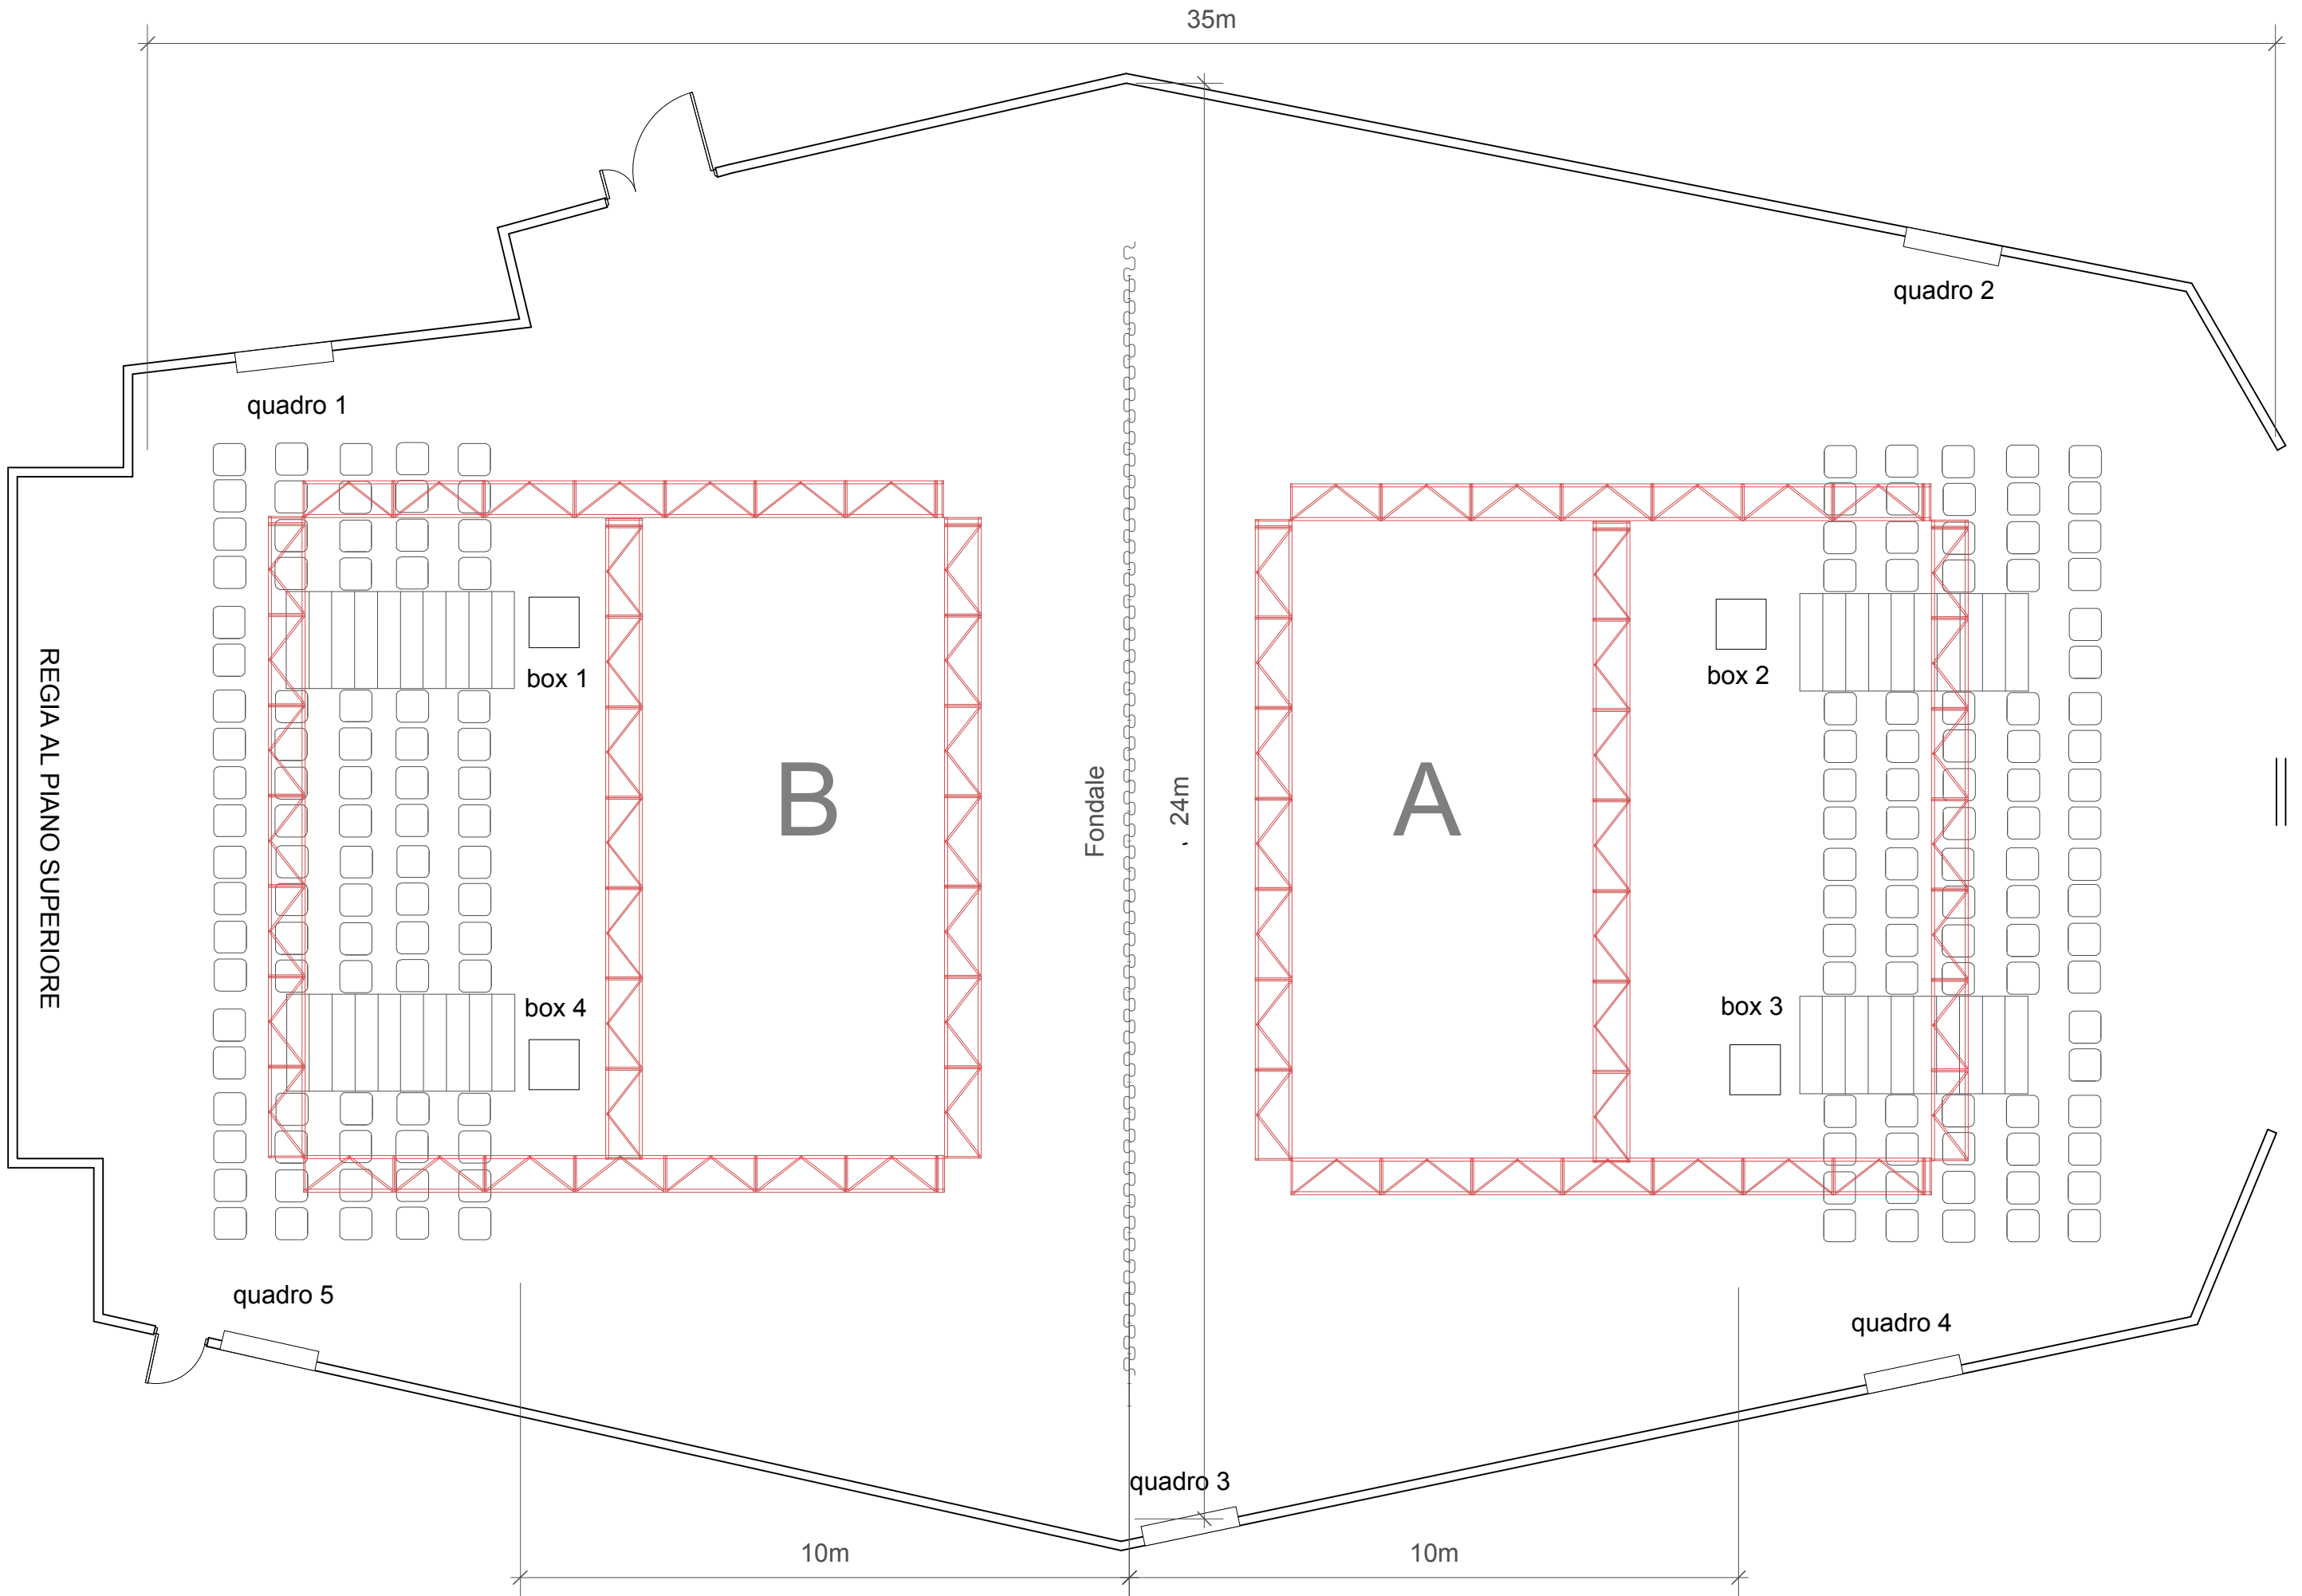 35m
quadro 2
quadro 1
REGIA AL PIANO SUPERIORE
box 1
box 2
B
Fondale
24m
A
box 4
box 3
quadro 5
quadro 4
quadro 3
10m
10m